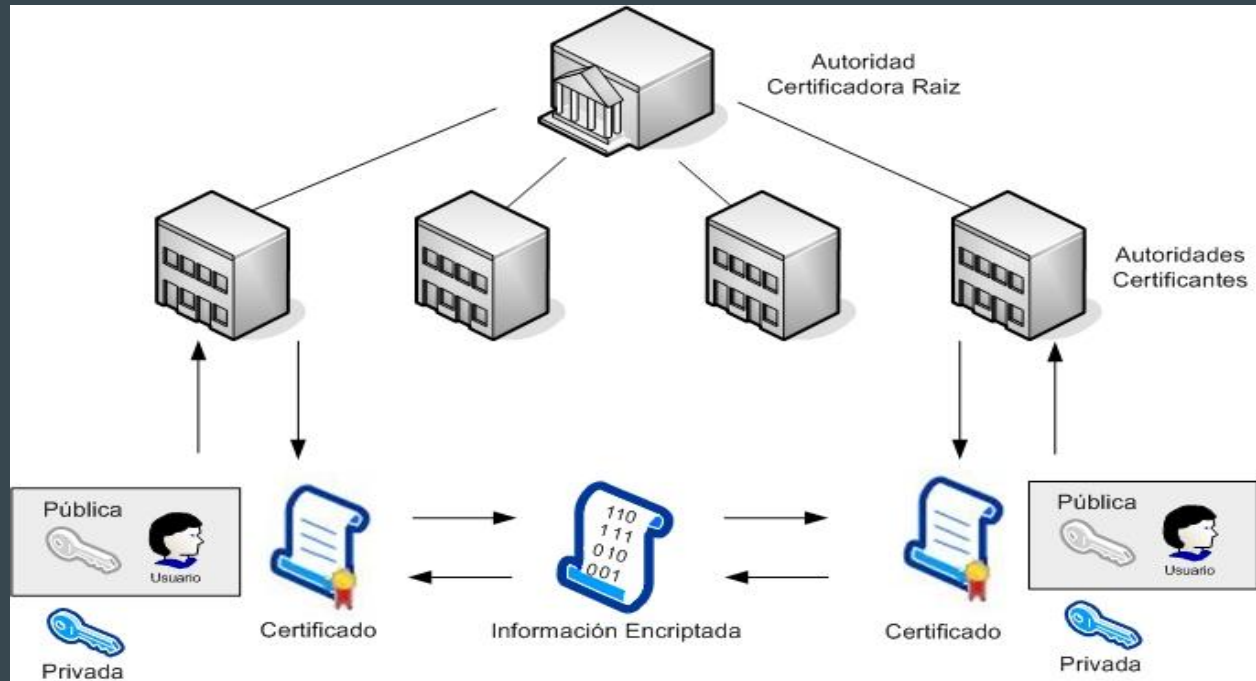 Autoridad
Certificadora Raiz
Autoridades
Certificantes
Pública
Usuario
Privada
Certificado
110
111
010
001
Información Encriptada
Certificado
Pública
Usuario
Privada